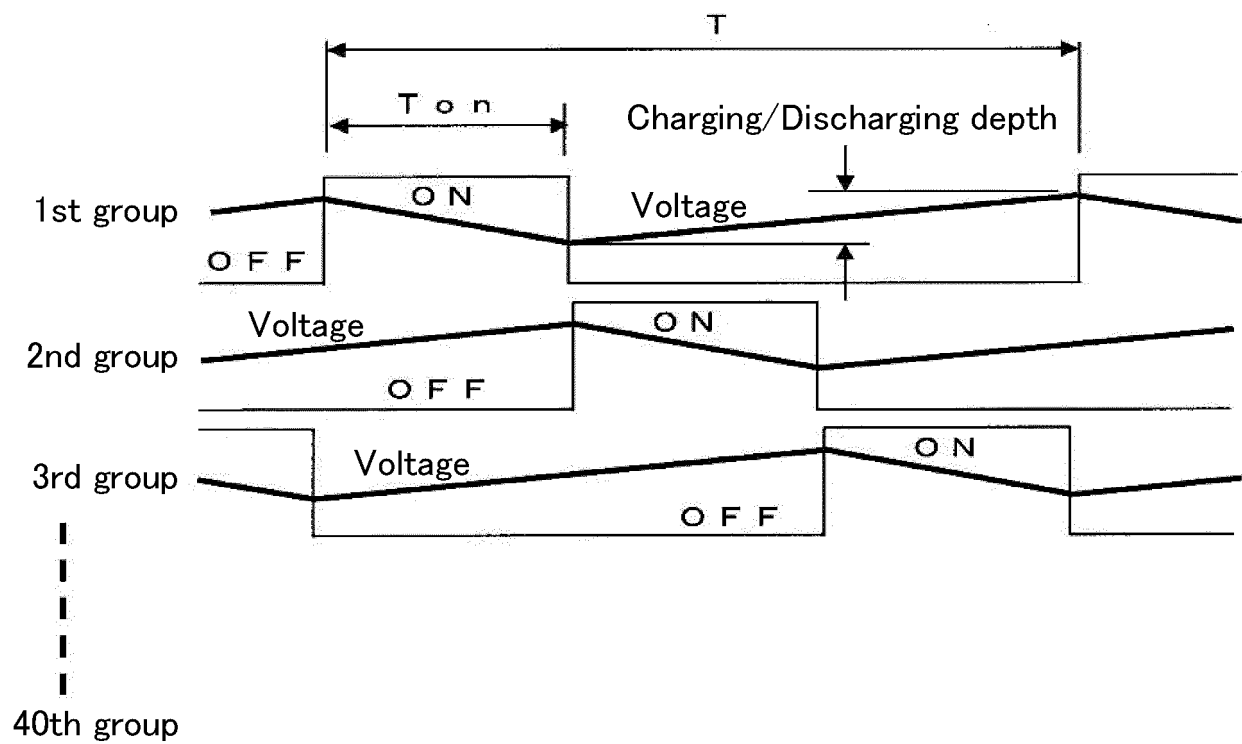 T
Ton
Charging/Discharging depth
1st group
ON
Voltage
OFF
Voltage
ON
2nd group
OFF
3rd group
Voltage
ON
OFF
40th group